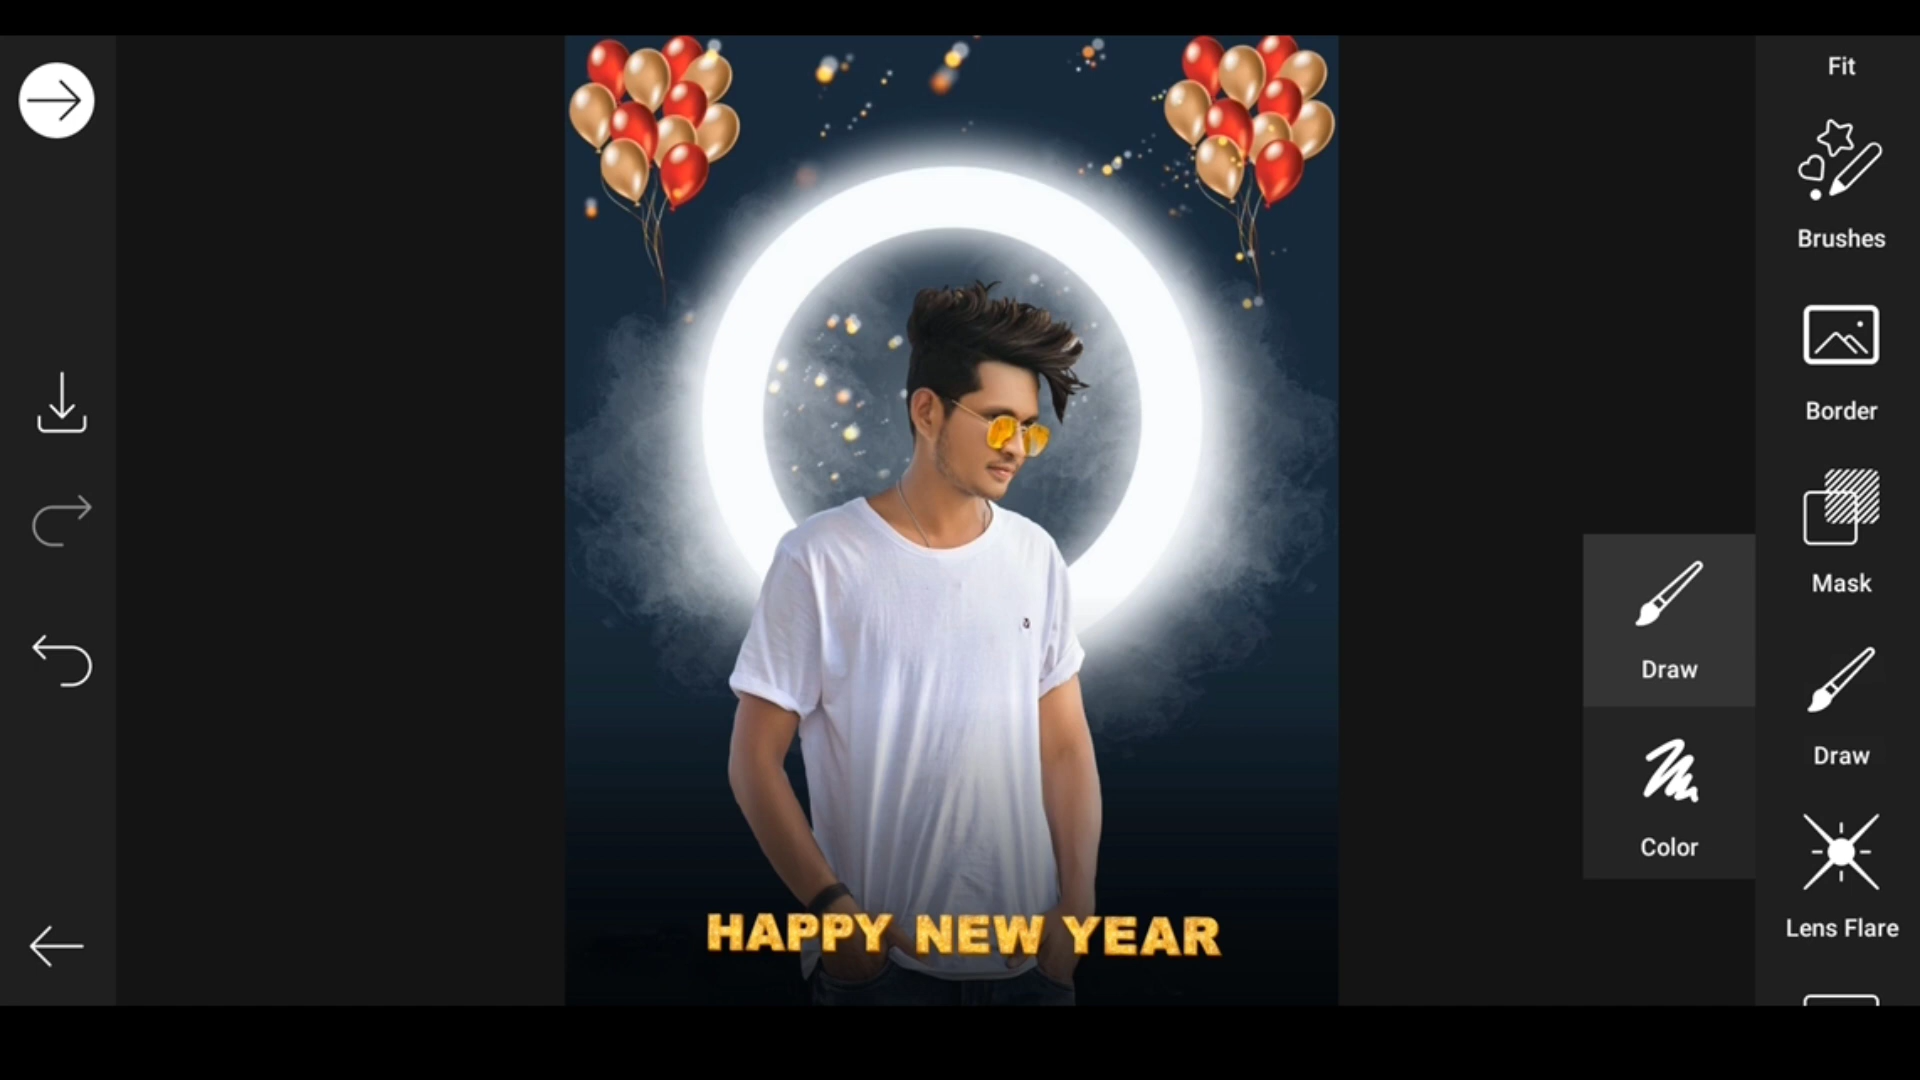 Fit
Brushes
Border
Mask
Draw
Color
Draw
Lens Flare
HAPPY NEW YEAR